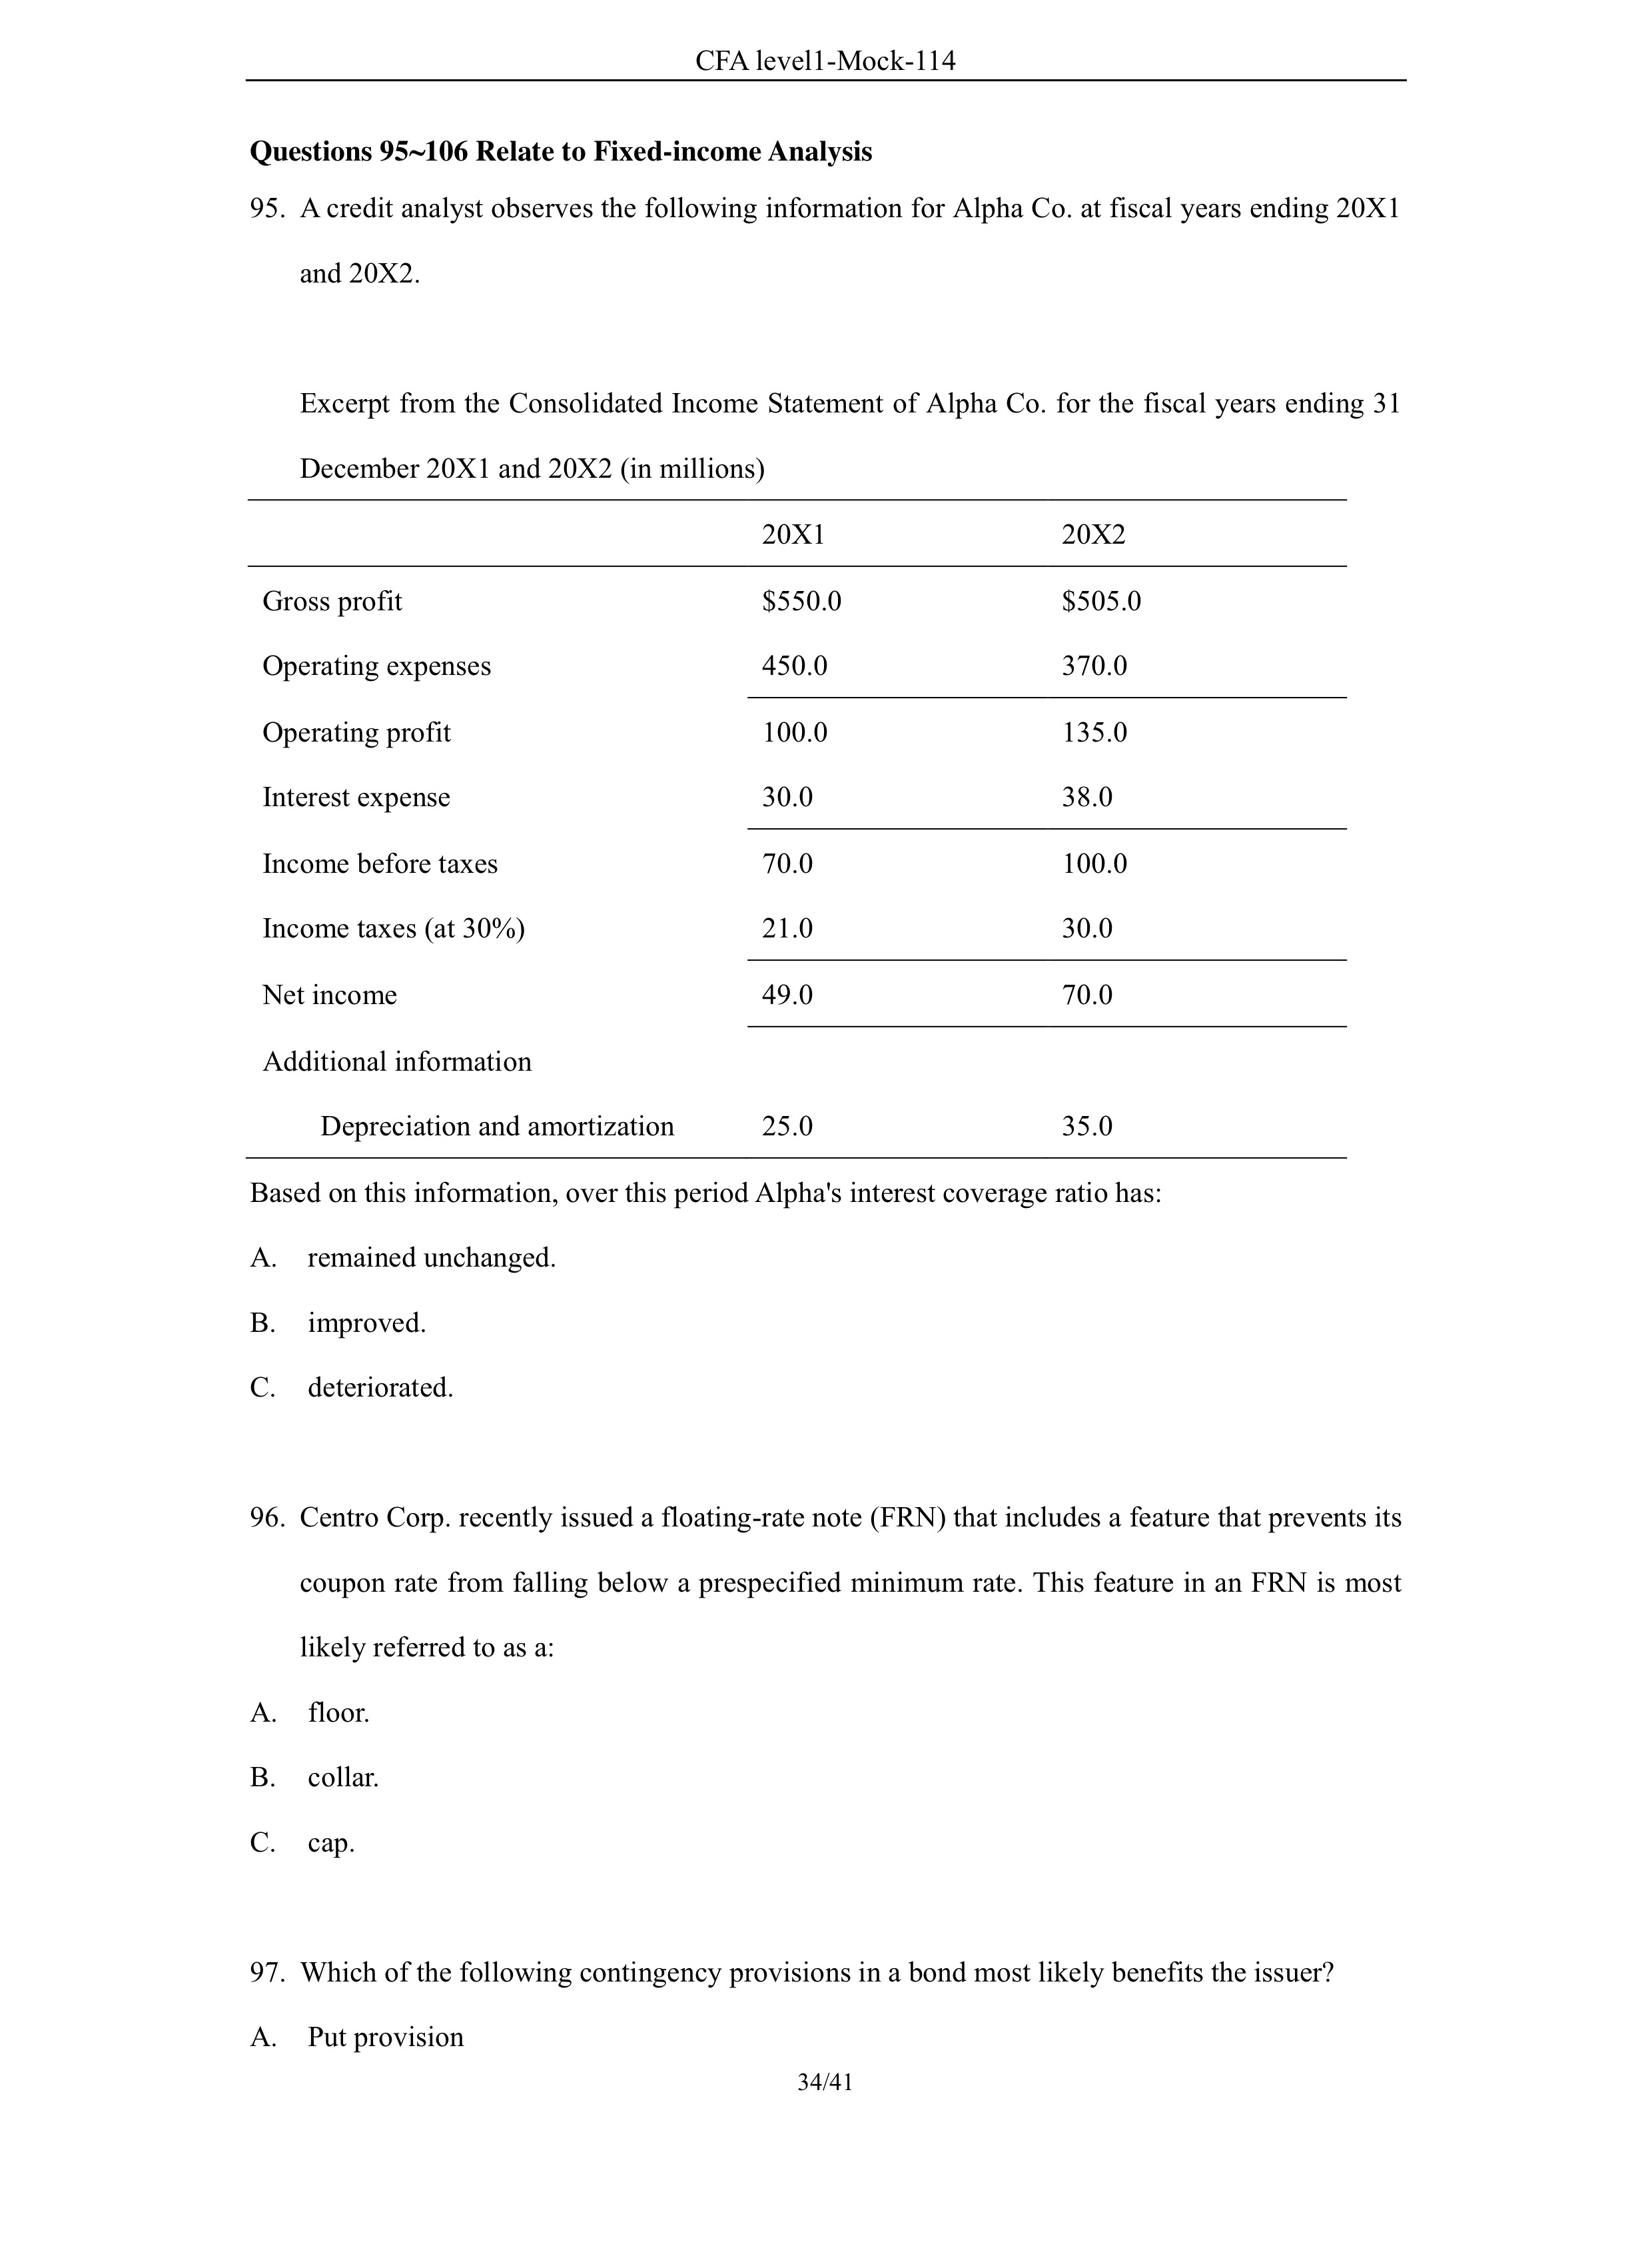 CFA level1-Mock-114
Questions 95~106 Relate to Fixed-income Analysis
95. A credit analyst observes the following information for Alpha Co. at fiscal years ending 20X1
and 20X2.
Excerpt from the Consolidated Income Statement of Alpha Co. for the fiscal years ending 31
December 20X1 and 20X2 (in millions)
20X1 20X2
Gross profit $550.0 $505.0
Operating expenses 450.0 370.0
Operating profit 100.0 135.0
Interest expense 30.0 38.0
Income before taxes 70.0 100.0
Income taxes (at 30%) 21.0 30.0
Net income 49.0 70.0
Additional information
Depreciation and amortization 25.0 35.0
Based on this information, over this period Alpha's interest coverage ratio has:
A. remained unchanged.
B. improved.
C. deteriorated.
96. Centro Corp. recently issued a floating-rate note (FRN) that includes a feature that prevents its
coupon rate from falling below a prespecified minimum rate. This feature in an FRN is most
likely referred to as a:
A. floor.
B. collar.
C. cap.
97. Which of the following contingency provisions in a bond most likely benefits the issuer?
A. Put provision
34/41